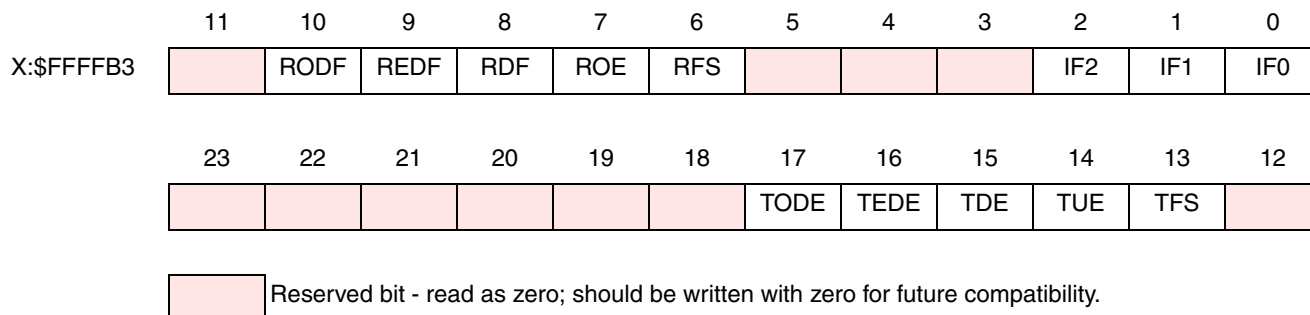 11 10 9 8 7 6 5 4 3 2 1 0
X:$FFFFB3 RODF REDF RDF ROE RFS IF2 IF1 IF0
23 22 21 20 19 18 17 16 15 14 13 12
TODE TEDE TDE TUE TFS
Reserved bit - read as zero; should be written with zero for future compatibility.